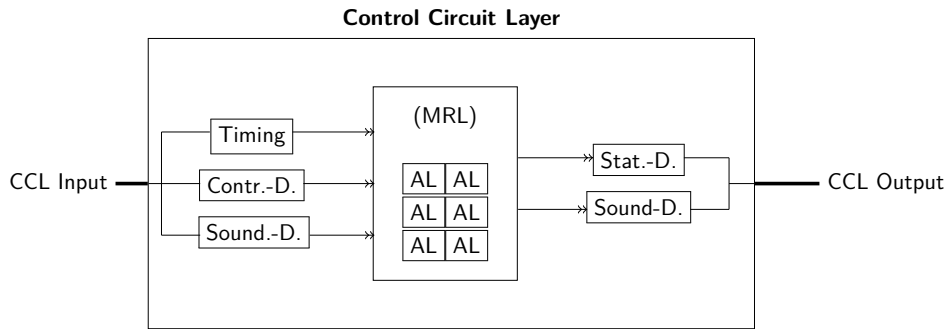 Control Circuit Layer
(MRL)
Timing
Stat.-D.
CCL Input
Contr.-D.
AL AL
CCL Output
AL AL
Sound-D.
Sound.-D.
AL AL